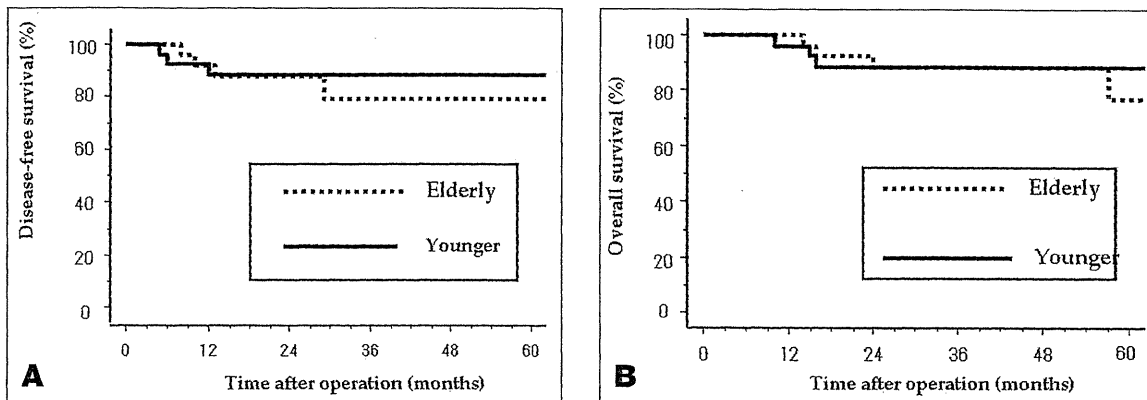 Disease-free survival (%)
100
80
60
40
20
0
Elderly
Younger
0 12 24 36 48 60
Time after operation (months)
A
Overall survival (%)
100
80
60
40
20
0
Elderly
Younger
0 12 24 36 48 60
Time after operation (months)
B